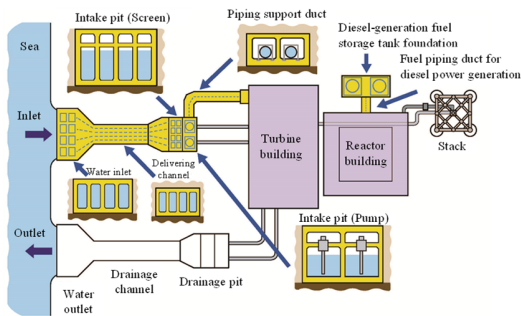 Sea
Intake pit (Screen)
Piping support duct
Diesel-generation fuel
storage tank foundation
Fuel piping duct for
diesel power generation
Inlet
Turbine
building
Reactor
building
Stack
Water inlet
Delivering
channel
Intake pit (Pump)
Outlet
Drainage
channel
Drainage pit
Water
outlet